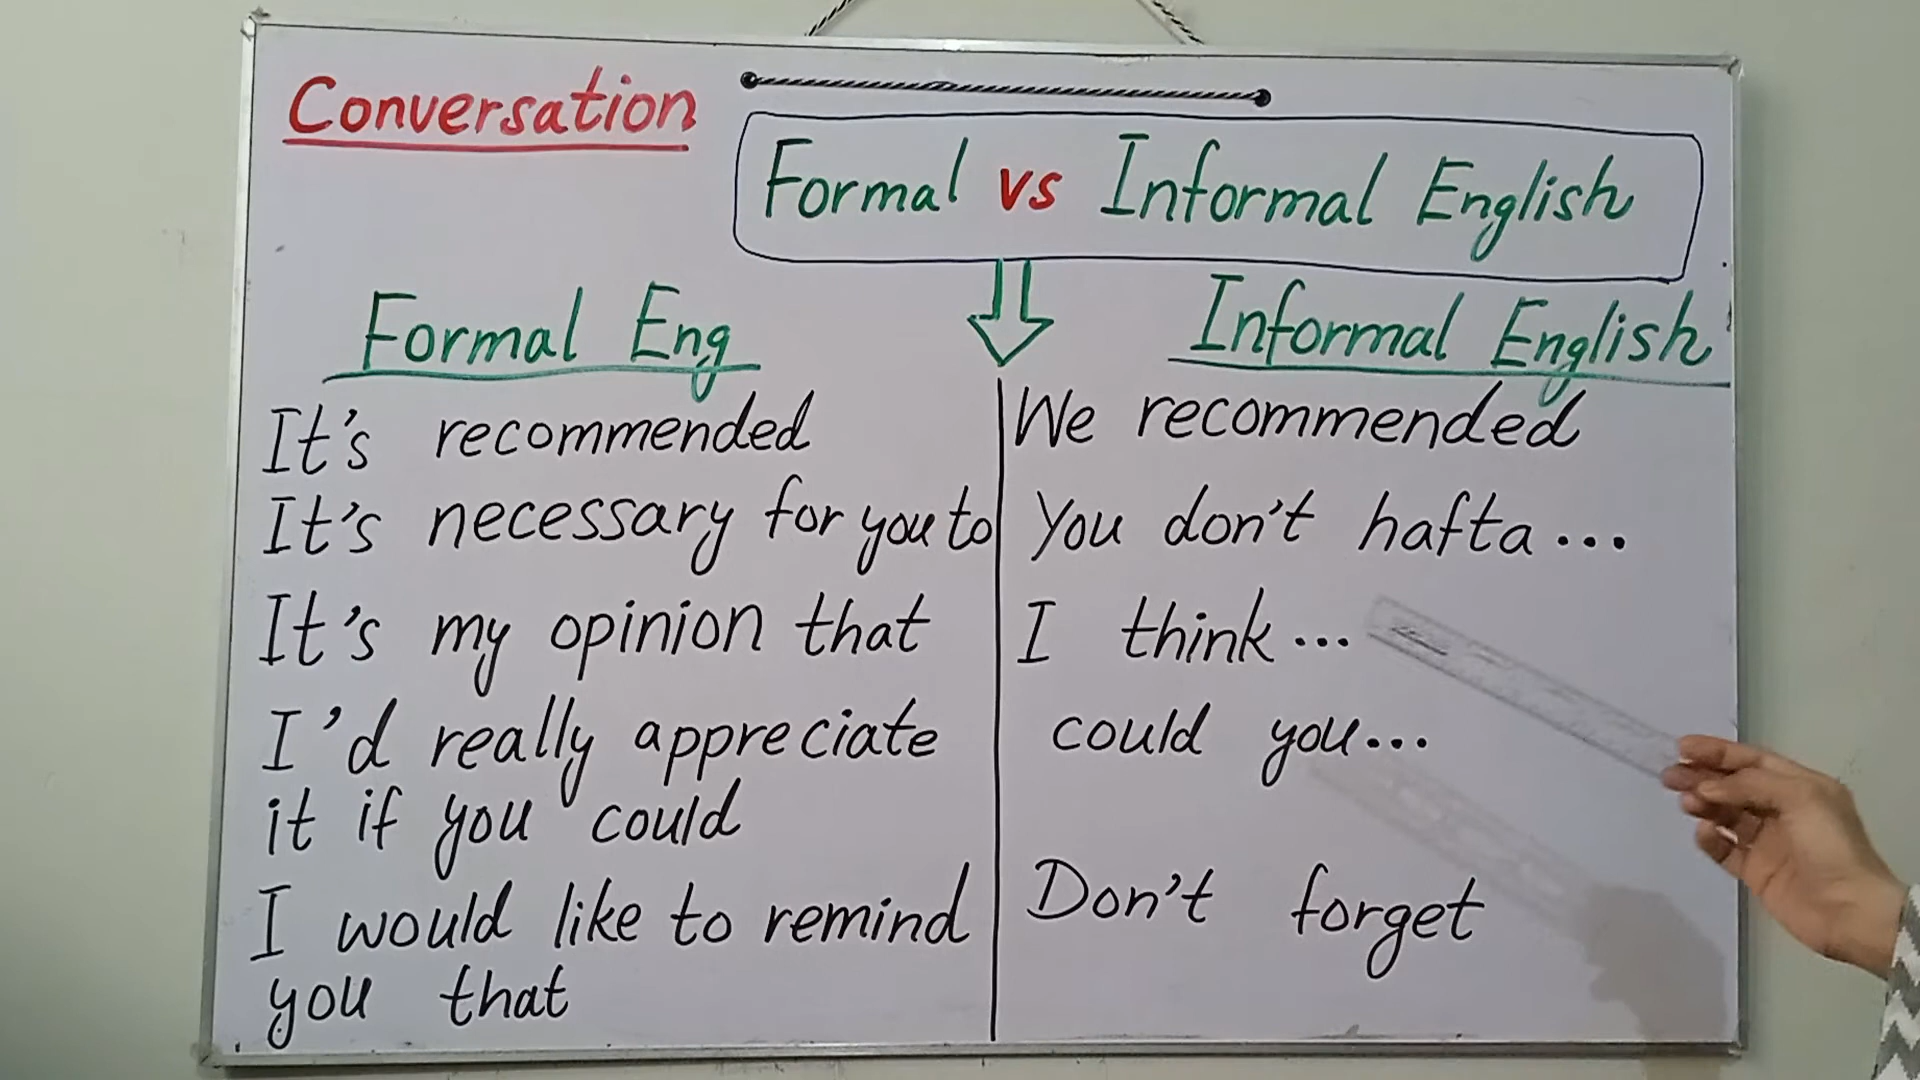 Conversation
Formal vs Informal English
Formal Eng
It's recommended
It's necessary for you to
It's my opinion that
I'd really appreciate
it if you could
I would like to remind
you that
Informal English
We recommended
You don't hafta...
I think...
could you...
Don't forget